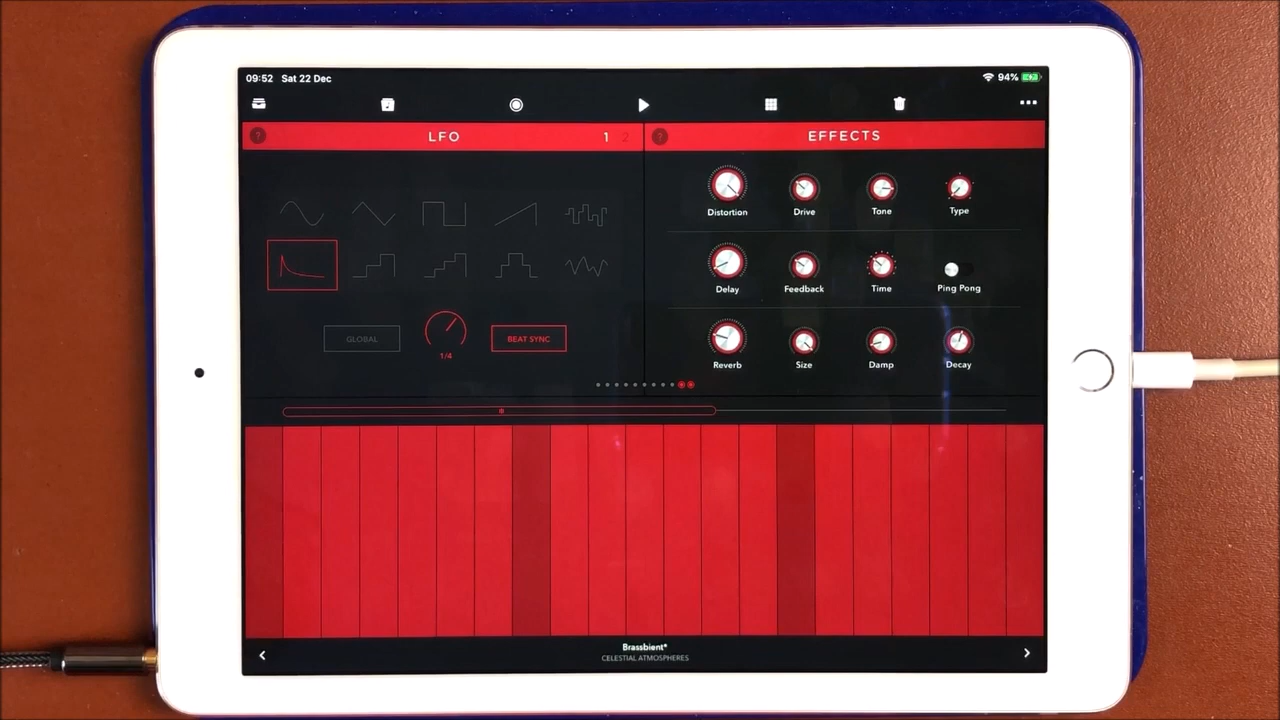 09:52 Sat 22 Dec
94%
? LFO 1 2
? EFFECTS
Distortion Drive Tone Type
Delay Feedback Time Ping Pong
GLOBAL 1/4 BEAT SYNC
Reverb Size Damp Decay
Brassbient*
CELESTIAL ATMOSPHERES